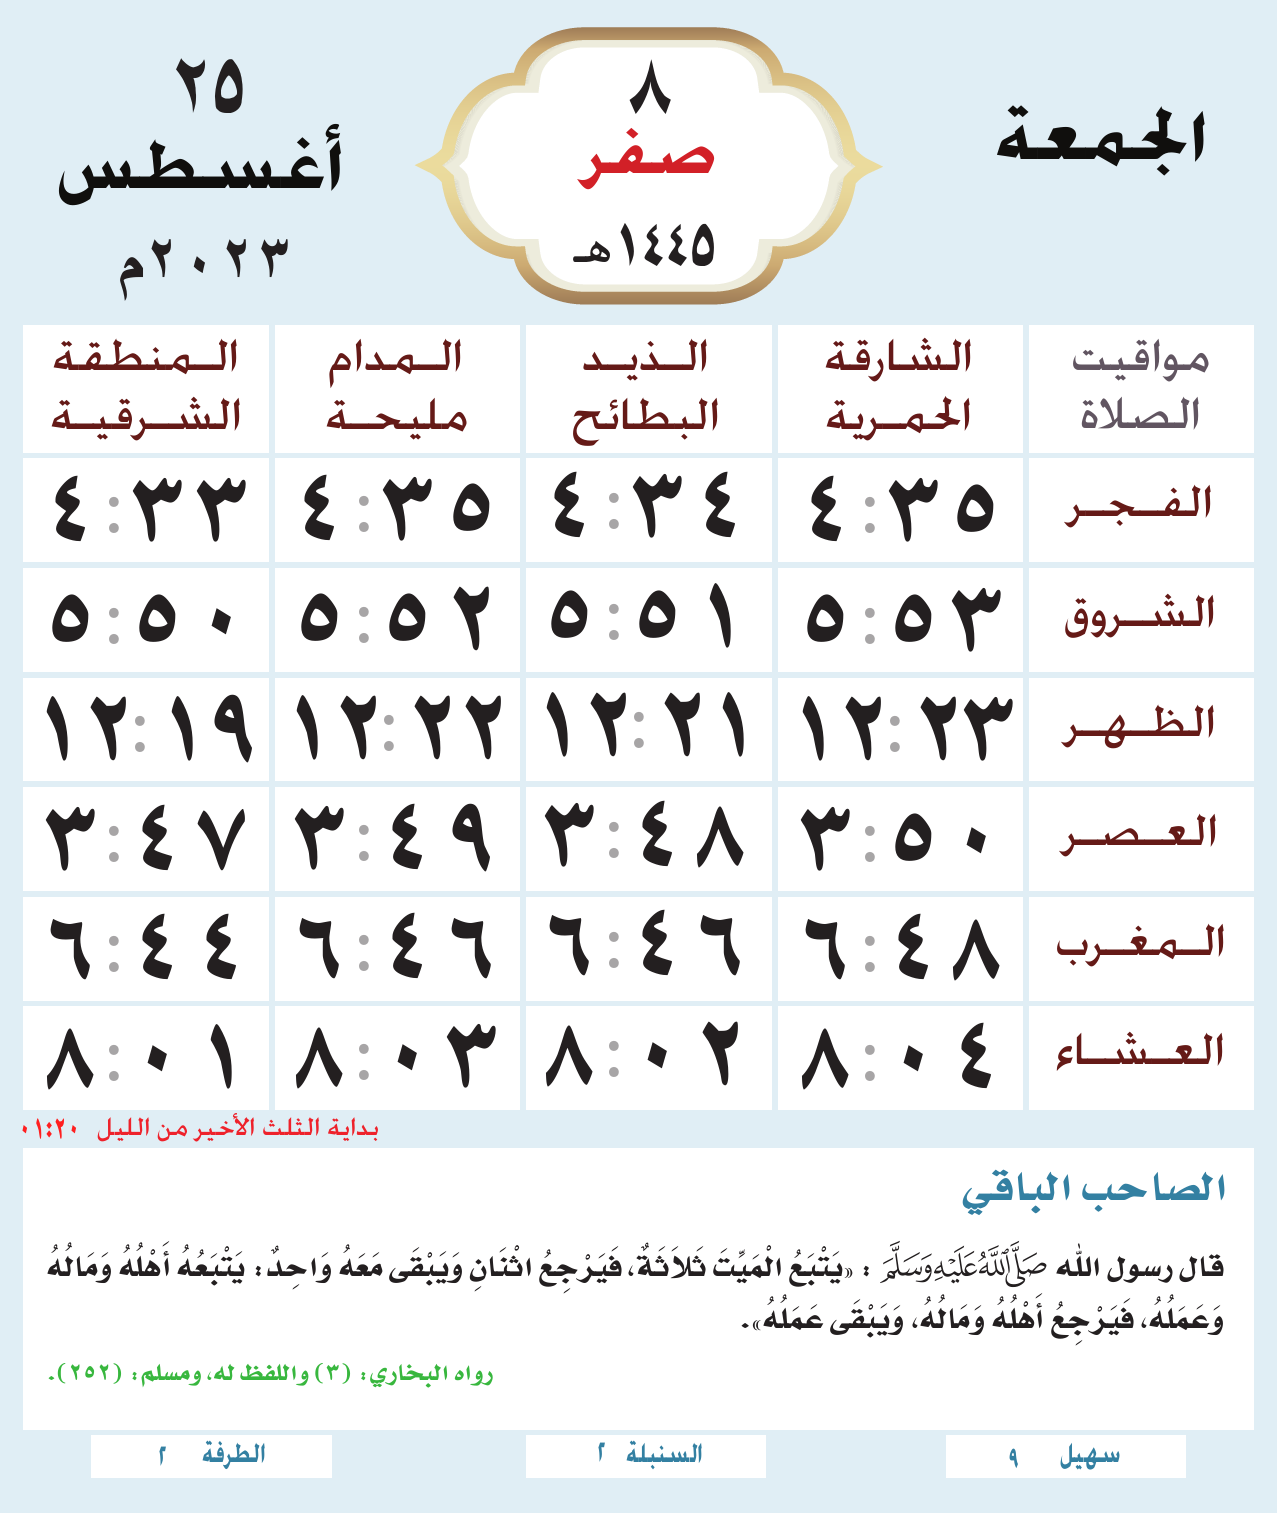 الجمعة
٨
صفر
١٤٤٥هـ
٢٥
أغسطس
٢٠٢٣م
مواقيت الصلاة
الشارقة الحمرية
الذيد البطائح
المدام مليحة
المنطقة الشرقية
الفجر ٤:٣٥ ٤:٣٤ ٤:٣٥ ٤:٣٣
الشروق ٥:٥٣ ٥:٥١ ٥:٥٢ ٥:٥٠
الظهر ١٢:٢٣ ١٢:٢١ ١٢:٢٢ ١٢:١٩
العصر ٣:٥٠ ٣:٤٨ ٣:٤٩ ٣:٤٧
المغرب ٦:٤٨ ٦:٤٦ ٦:٤٦ ٦:٤٤
العشاء ٨:٠٤ ٨:٠٢ ٨:٠٣ ٨:٠١
بداية الثلث الأخير من الليل ٠١:٢٠
الصاحب الباقي
قال رسول الله صَلَّى اللَّهُ عَلَيْهِ وَسَلَّمَ : «يَتْبَعُ الْمَيِّتَ ثَلاَثَةٌ، فَيَرْجِعُ اثْنَانِ وَيَبْقَى مَعَهُ وَاحِدٌ: يَتْبَعُهُ أَهْلُهُ وَمَالُهُ
وَعَمَلُهُ، فَيَرْجِعُ أَهْلُهُ وَمَالُهُ، وَيَبْقَى عَمَلُهُ».
رواه البخاري: (٣) واللفظ له، ومسلم: (٢٥٢).
سهيل ٩
السنبلة ٢
الطرفة ٢